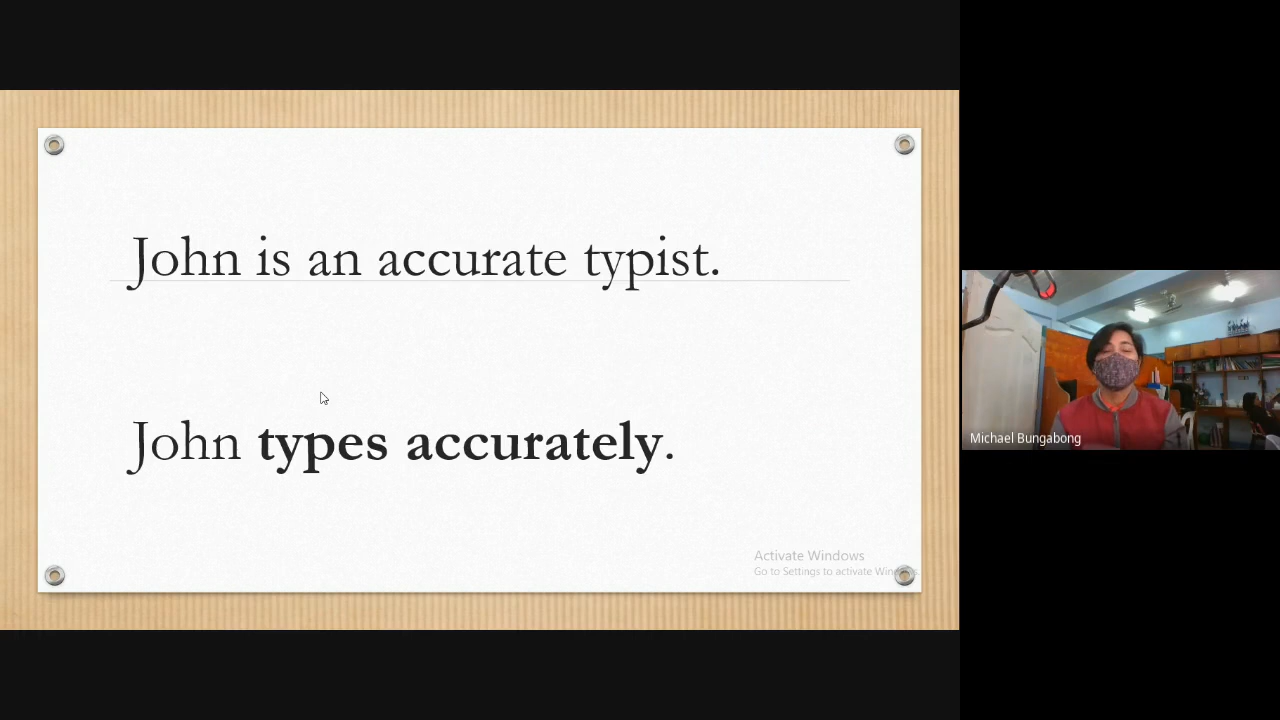 John is an accurate typist.
John types accurately.
Activate Windows
Go to Settings to activate Windows.
Michael Bungabong